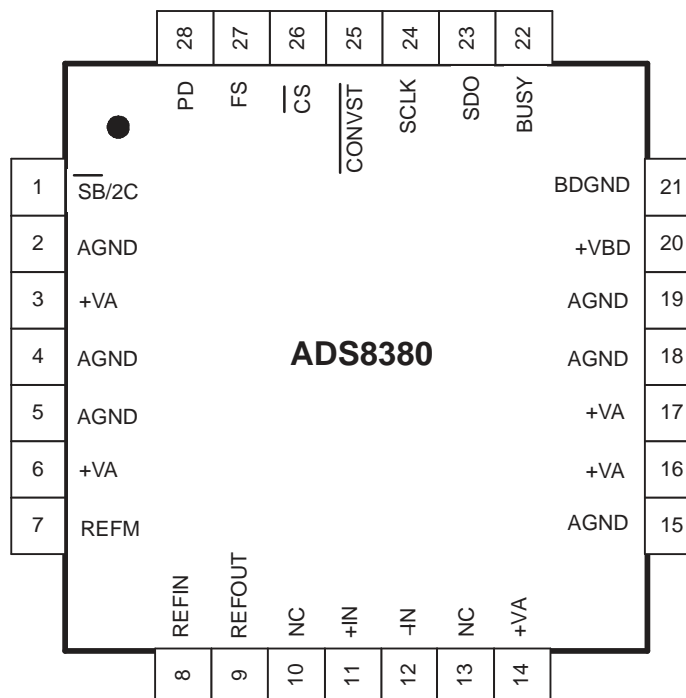 28 27 26 25 24 23 22
PD FS CS CONVST SCLK SDO BUSY
1 SB/2C BDGND 21
2 AGND +VBD 20
3 +VA AGND 19
4 AGND ADS8380 AGND 18
5 AGND +VA 17
6 +VA +VA 16
7 REFM AGND 15
REFIN REFOUT NC +IN -IN NC +VA
8 9 10 11 12 13 14